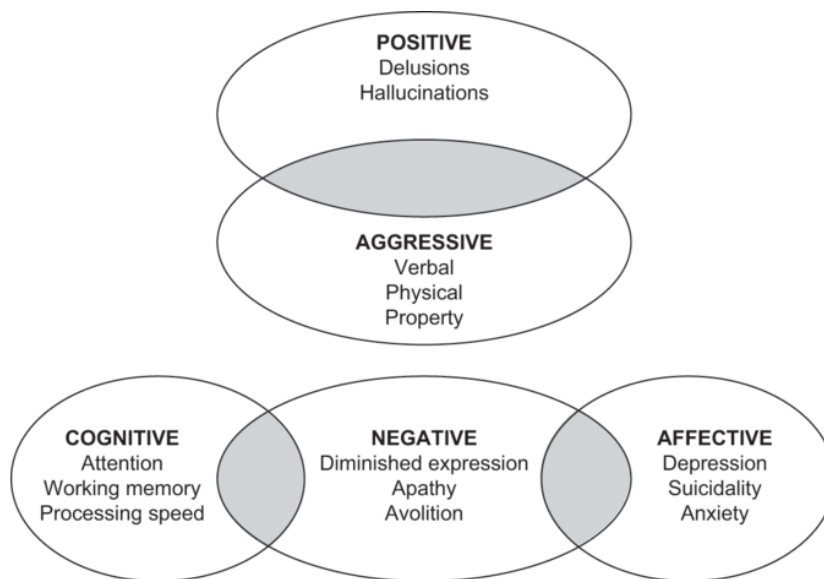 POSITIVE
Delusions
Hallucinations
AGGRESSIVE
Verbal
Physical
Property
COGNITIVE
Attention
Working memory
Processing speed
NEGATIVE
Diminished expression
Apathy
Avolition
AFFECTIVE
Depression
Suicidality
Anxiety